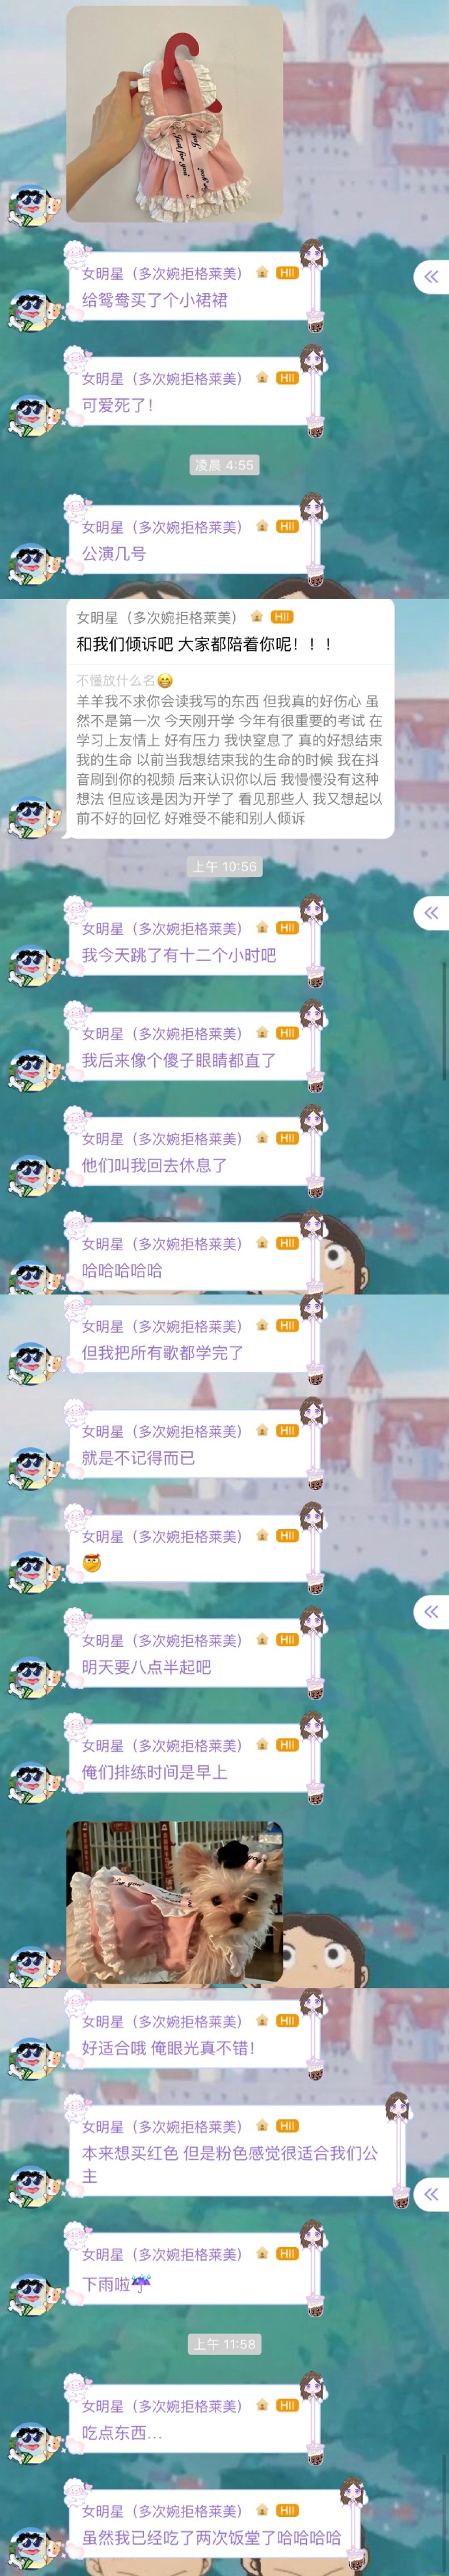 Just for you
女明星（多次婉拒格莱美） HII
给鸳鸯买了个小裙裙
女明星（多次婉拒格莱美） HII
可爱死了！
凌晨 4:55
女明星（多次婉拒格莱美） HII
公演几号
女明星（多次婉拒格莱美） HII
和我们倾诉吧 大家都陪着你呢！！！
不懂放什么名😁
羊羊我不求你会读我写的东西 但我真的好伤心 虽
然不是第一次 今天刚开学 今年有很重要的考试 在
学习上友情上 好有压力 我快窒息了 真的好想结束
我的生命 以前当我想结束我的生命的时候 我在抖
音刷到你的视频 后来认识你以后 我慢慢没有这种
想法 但应该是因为开学了 看见那些人 我又想起以
前不好的回忆 好难受不能和别人倾诉
上午 10:56
女明星（多次婉拒格莱美） HII
我今天跳了有十二个小时吧
女明星（多次婉拒格莱美） HII
我后来像个傻子眼睛都直了
女明星（多次婉拒格莱美） HII
他们叫我回去休息了
女明星（多次婉拒格莱美） HII
哈哈哈哈哈
女明星（多次婉拒格莱美） HII
但我把所有歌都学完了
女明星（多次婉拒格莱美） HII
就是不记得而已
女明星（多次婉拒格莱美） HII
女明星（多次婉拒格莱美） HII
明天要八点半起吧
女明星（多次婉拒格莱美） HII
俺们排练时间是早上
女明星（多次婉拒格莱美） HII
好适合哦 俺眼光真不错！
女明星（多次婉拒格莱美） HII
本来想买红色 但是粉色感觉很适合我们公
主
女明星（多次婉拒格莱美） HII
下雨啦☔
上午 11:58
女明星（多次婉拒格莱美） HII
吃点东西...
女明星（多次婉拒格莱美） HII
虽然我已经吃了两次饭堂了哈哈哈哈